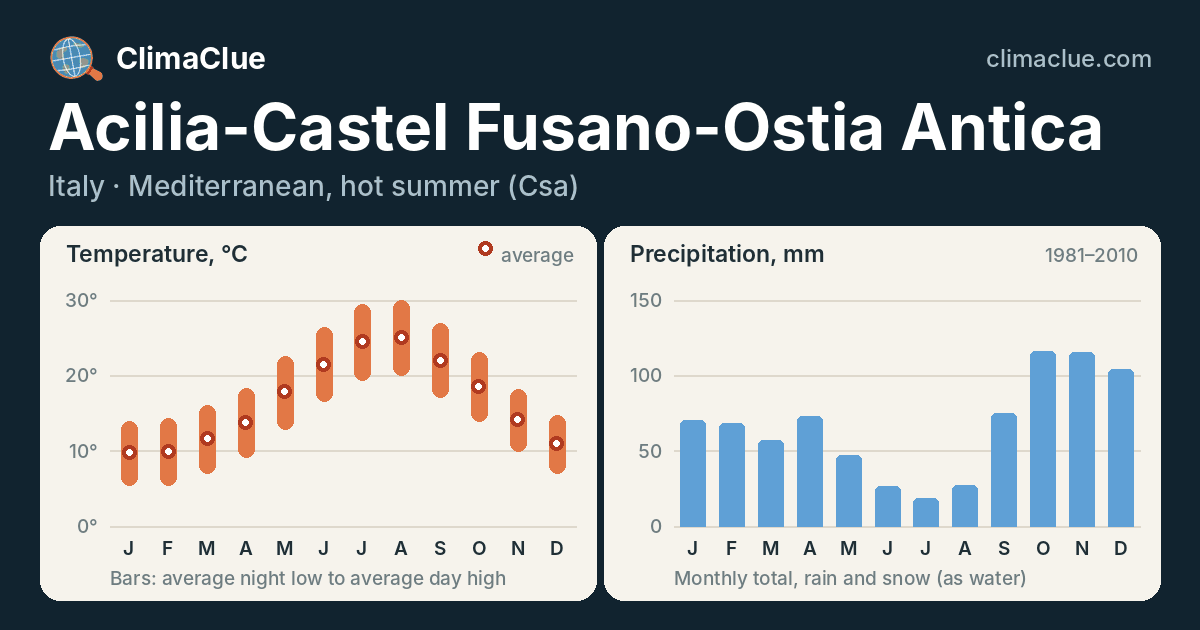 ClimaClue
climaclue.com
Acilia-Castel Fusano-Ostia Antica
Italy · Mediterranean, hot summer (Csa)
Temperature, °C
average
30°
20°
10°
0°
J F M A M J J A S O N D
Bars: average night low to average day high
Precipitation, mm
1981–2010
150
100
50
0
J F M A M J J A S O N D
Monthly total, rain and snow (as water)